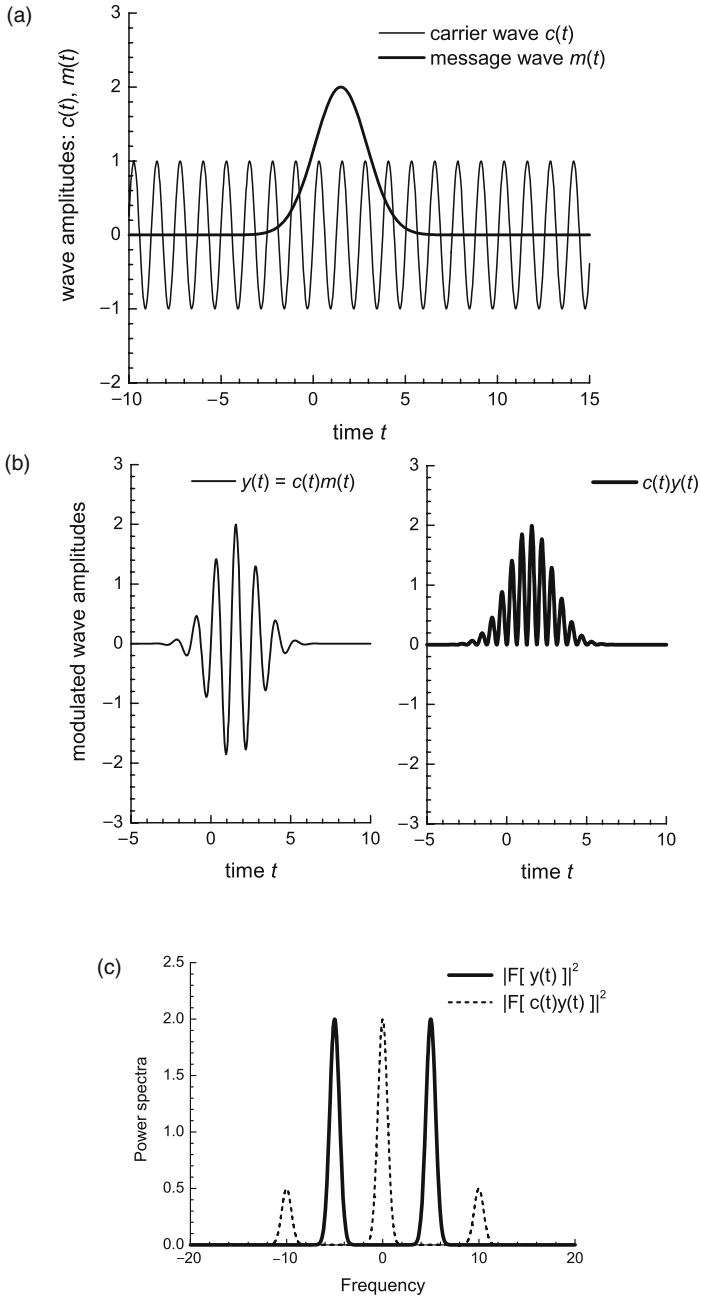 (a)
3
carrier wave c(t)
message wave m(t)
2
1
0
−1
−2
wave amplitudes: c(t), m(t)
−10 −5 0 5 10 15
time t
(b)
3
y(t) = c(t)m(t)
2
1
0
−1
−2
−3
modulated wave amplitudes
−5 0 5 10
time t
3
c(t)y(t)
2
1
0
−1
−2
−3
−5 0 5 10
time t
(c)
2.5
|F[ y(t) ]|²
|F[ c(t)y(t) ]|²
2.0
1.5
1.0
0.5
0.0
Power spectra
−20 −10 0 10 20
Frequency